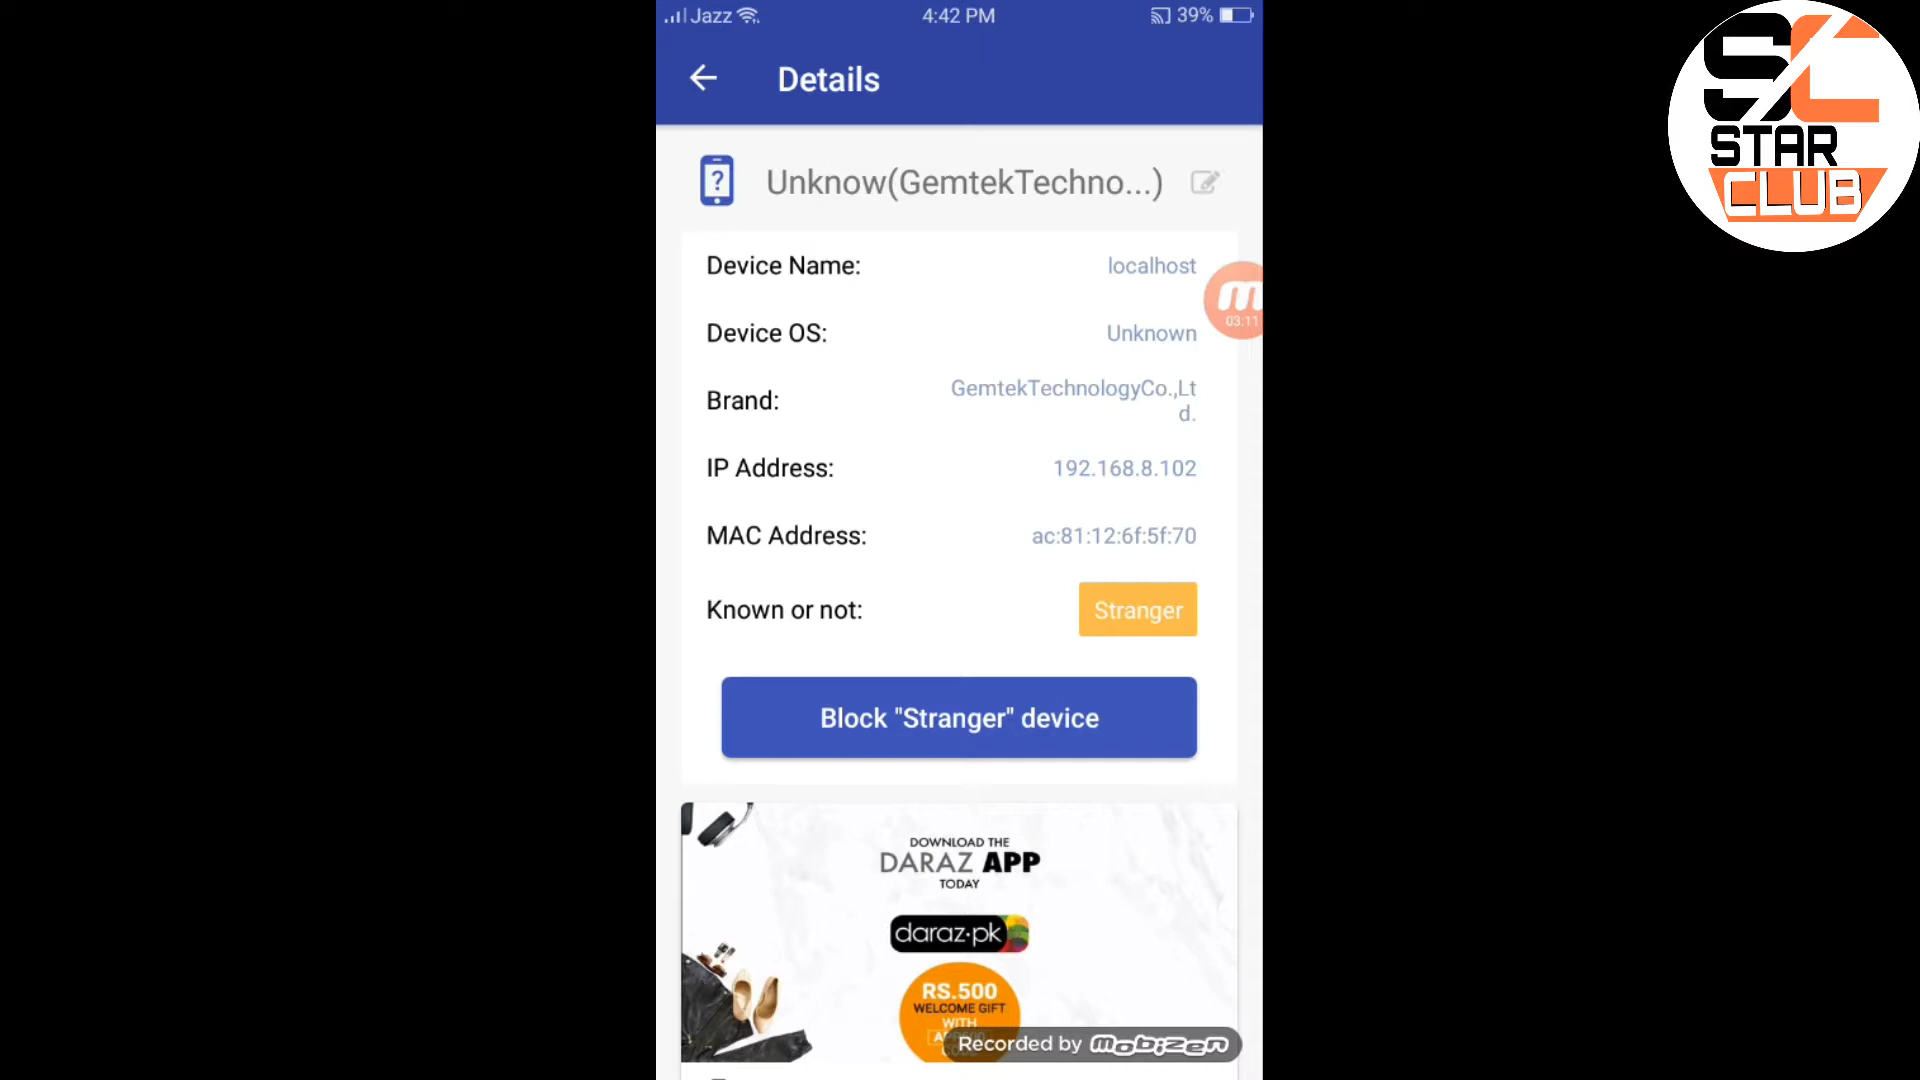 Jazz
4:42 PM
39%
SC
STAR
CLUB
Details
Unknow(GemtekTechno...)
Device Name:
localhost
Device OS:
Unknown
Brand:
GemtekTechnologyCo.,Lt
d.
IP Address:
192.168.8.102
MAC Address:
ac:81:12:6f:5f:70
Known or not:
Stranger
03:11
Block "Stranger" device
DOWNLOAD THE
DARAZ APP
TODAY
daraz.pk
RS.500
WELCOME GIFT
WITH
Recorded by Mobizen